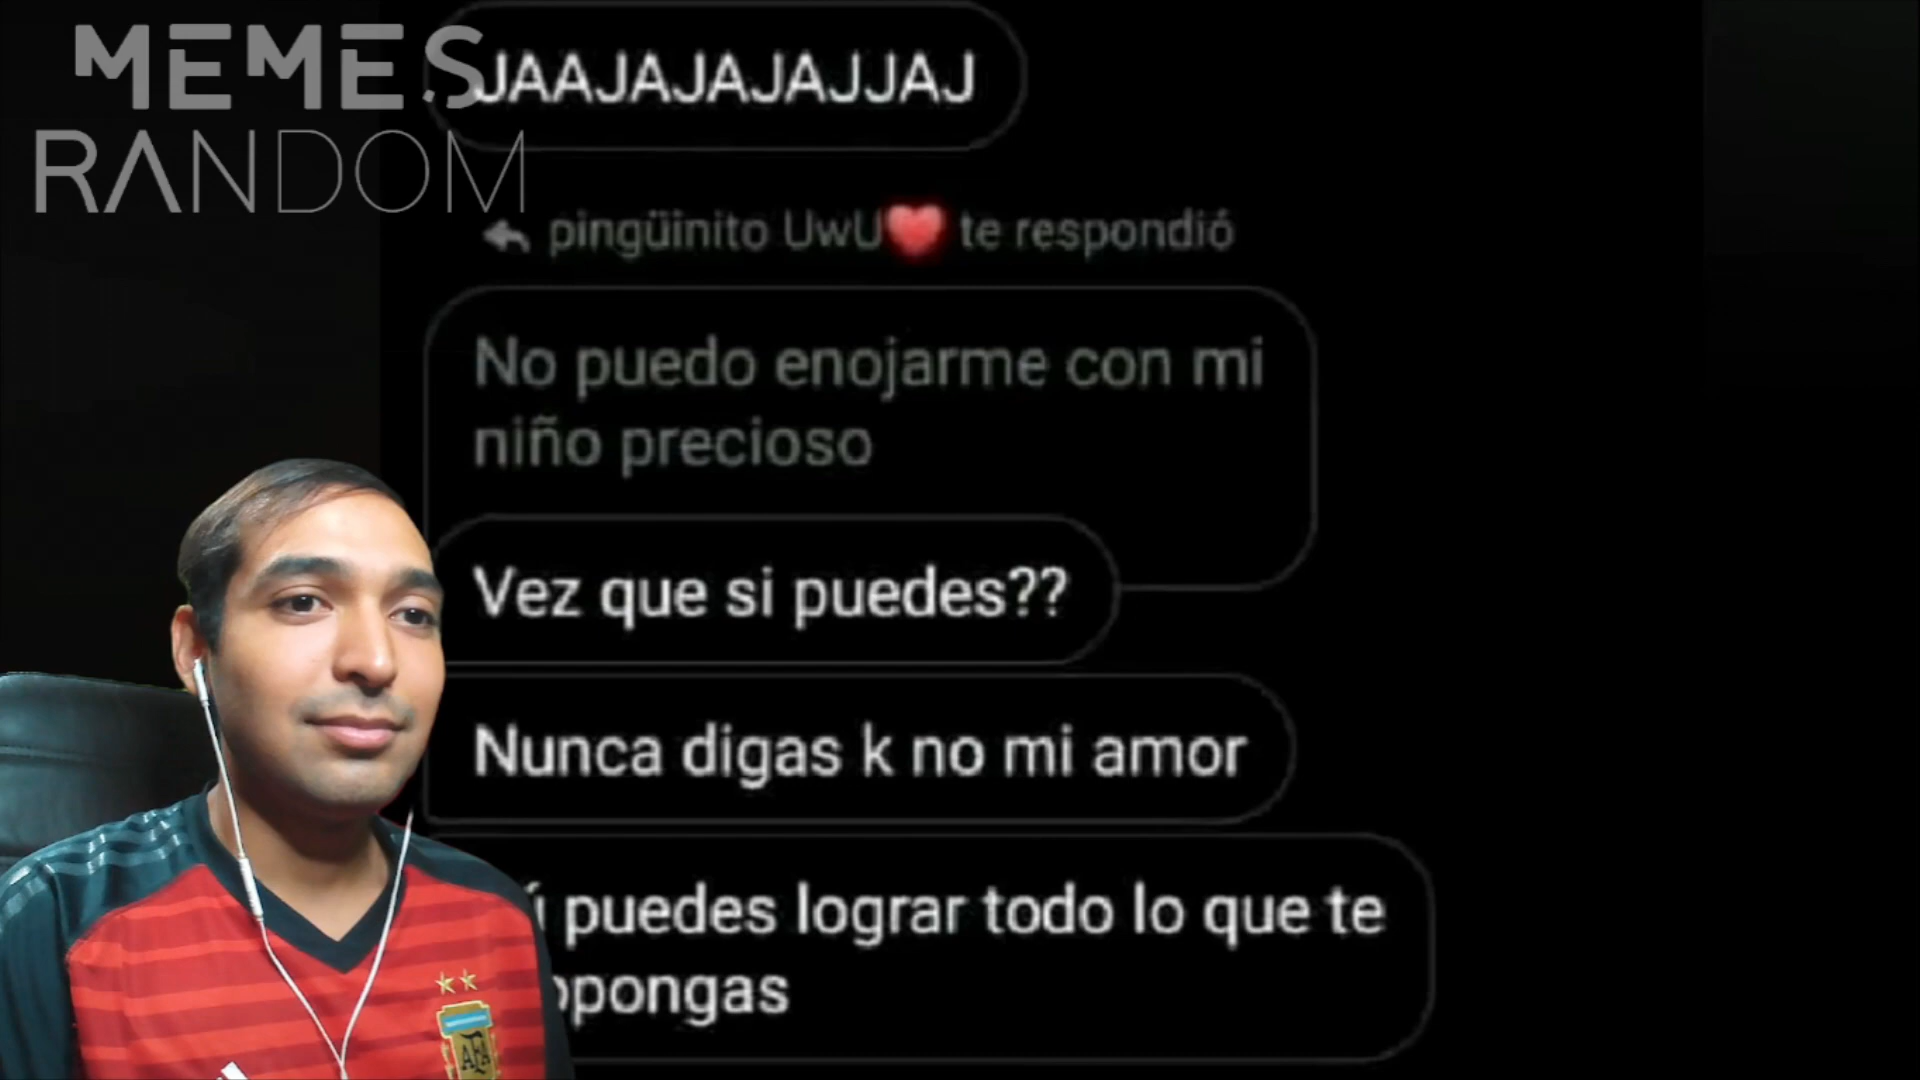 MEMES
RANDOM
JAAJAJAJAJJAJ
pingüinito UwU❤️ te respondió
No puedo enojarme con mi
niño precioso
Vez que si puedes??
Nunca digas k no mi amor
puedes lograr todo lo que te
AFA